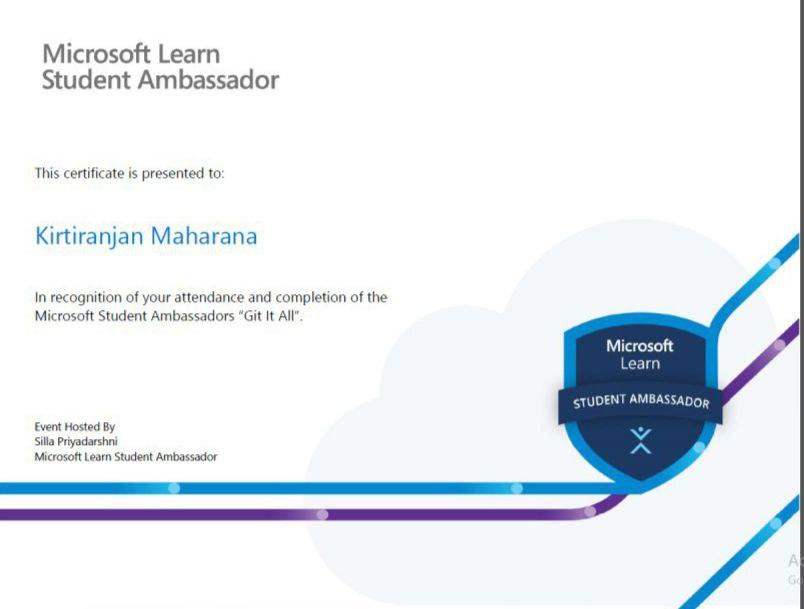 Microsoft Learn
Student Ambassador
This certificate is presented to:
Kirtiranjan Maharana
In recognition of your attendance and completion of the
Microsoft Student Ambassadors “Git It All”.
Microsoft
Learn
STUDENT AMBASSADOR
Event Hosted By
Silla Priyadarshni
Microsoft Learn Student Ambassador